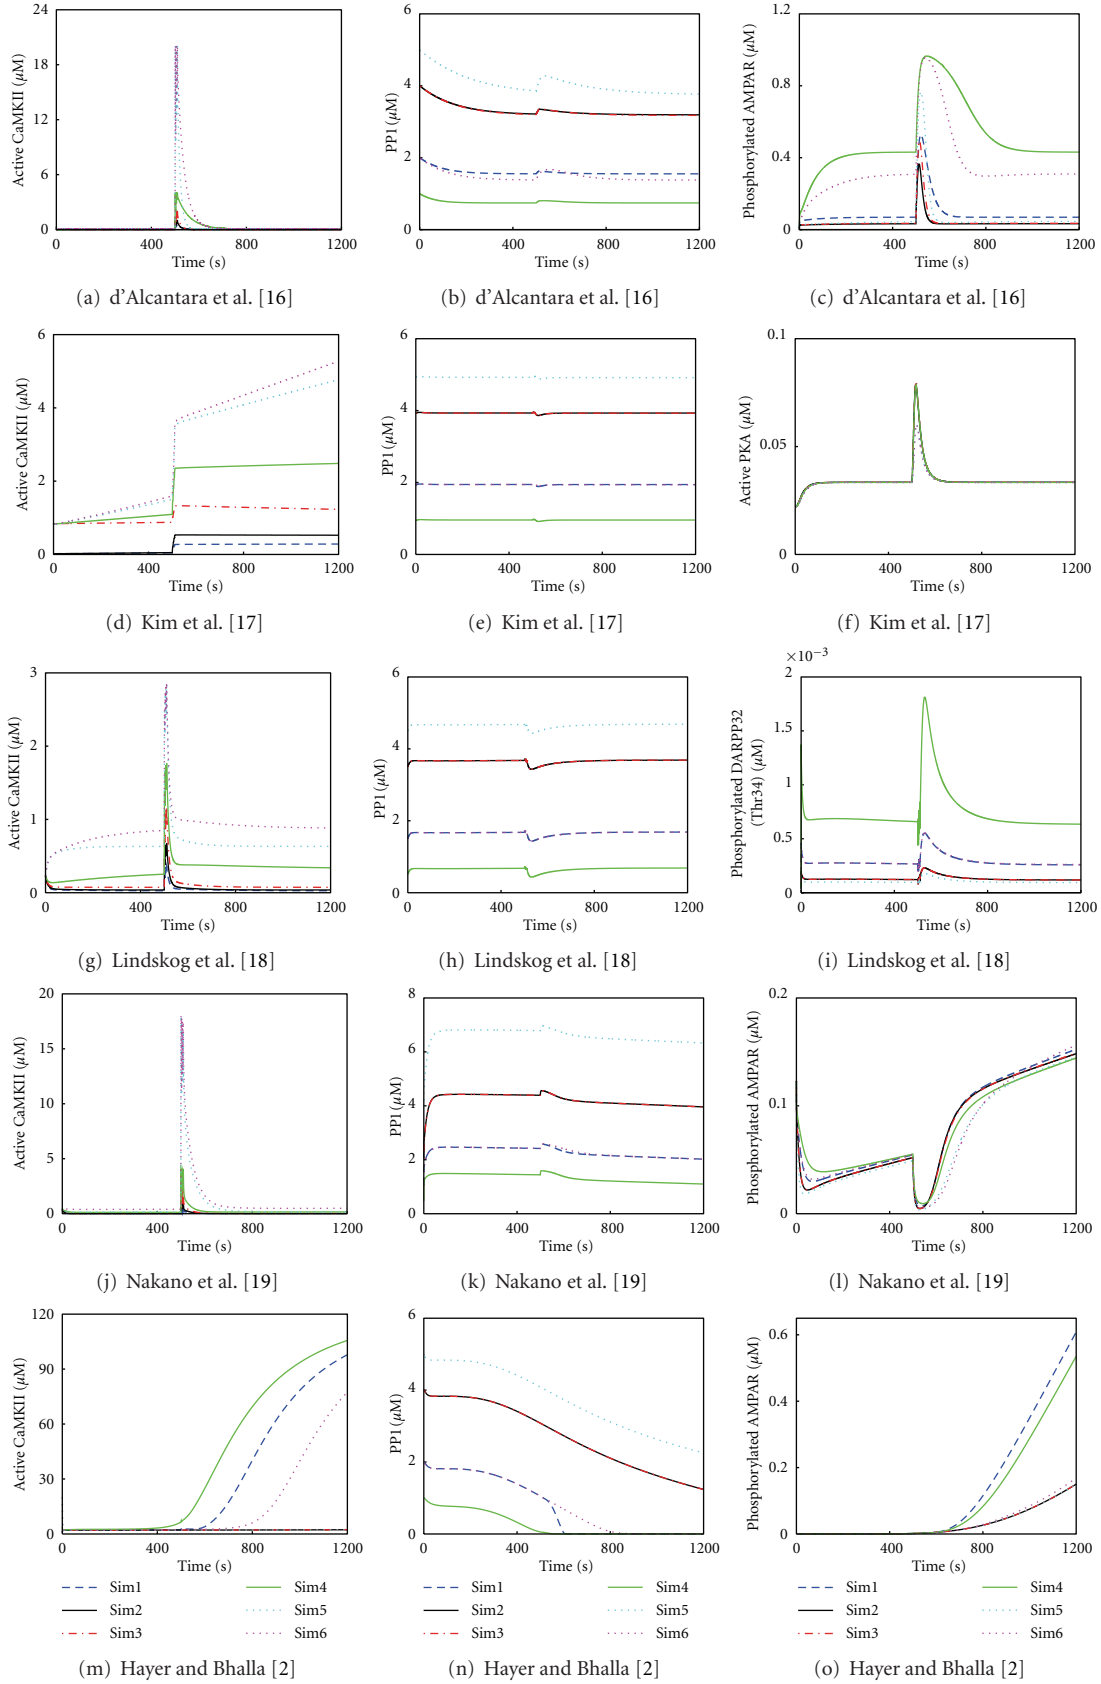 24
18
12
6
0
0
400
800
1200
Active CaMKII (μM)
Time (s)
(a) d'Alcantara et al. [16]
6
4
2
0
0
400
800
1200
PP1 (μM)
Time (s)
(b) d'Alcantara et al. [16]
1.2
0.8
0.4
0
0
400
800
1200
Phosphorylated AMPAR (μM)
Time (s)
(c) d'Alcantara et al. [16]
6
4
2
0
0
400
800
1200
Active CaMKII (μM)
Time (s)
(d) Kim et al. [17]
6
4
2
0
0
400
800
1200
PP1 (μM)
Time (s)
(e) Kim et al. [17]
0.1
0.05
0
0
400
800
1200
Active PKA (μM)
Time (s)
(f) Kim et al. [17]
3
2
1
0
0
400
800
1200
Active CaMKII (μM)
Time (s)
(g) Lindskog et al. [18]
6
4
2
0
0
400
800
1200
PP1 (μM)
Time (s)
(h) Lindskog et al. [18]
×10−3
2
1.5
1
0.5
0
0
400
800
1200
Phosphorylated DARPP32
(Thr34) (μM)
Time (s)
(i) Lindskog et al. [18]
20
15
10
5
0
0
400
800
1200
Active CaMKII (μM)
Time (s)
(j) Nakano et al. [19]
8
6
4
2
0
0
400
800
1200
PP1 (μM)
Time (s)
(k) Nakano et al. [19]
0.2
0.1
0
0
400
800
1200
Phosphorylated AMPAR (μM)
Time (s)
(l) Nakano et al. [19]
120
90
60
30
0
0
400
800
1200
Active CaMKII (μM)
Time (s)
Sim1
Sim2
Sim3
Sim4
Sim5
Sim6
(m) Hayer and Bhalla [2]
6
4
2
0
0
400
800
1200
PP1 (μM)
Time (s)
Sim1
Sim2
Sim3
Sim4
Sim5
Sim6
(n) Hayer and Bhalla [2]
0.6
0.4
0.2
0
0
400
800
1200
Phosphorylated AMPAR (μM)
Time (s)
Sim1
Sim2
Sim3
Sim4
Sim5
Sim6
(o) Hayer and Bhalla [2]